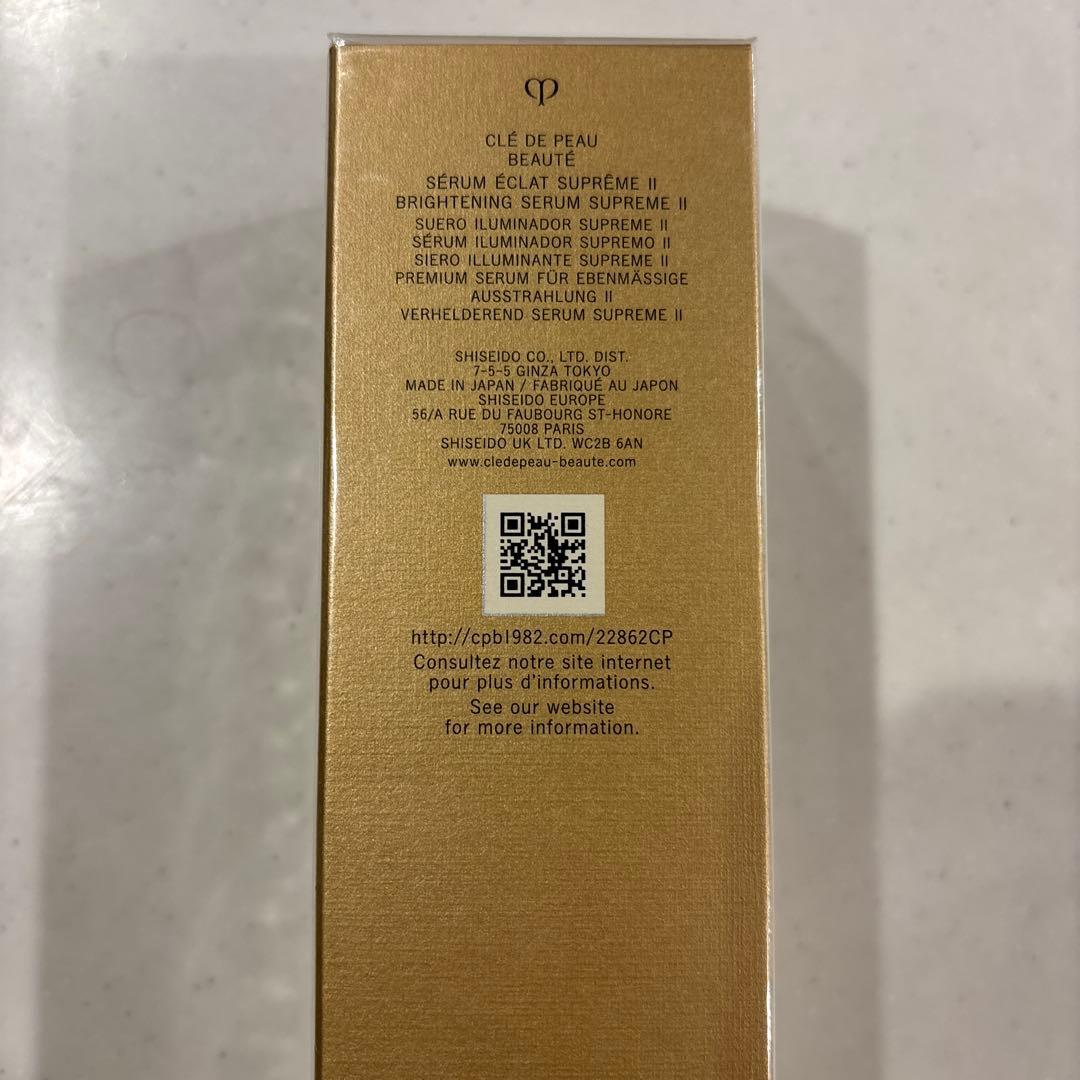 CLÉ DE PEAU
BEAUTÉ
SÉRUM ÉCLAT SUPRÊME II
BRIGHTENING SERUM SUPREME II
SUERO ILUMINADOR SUPREME II
SÉRUM ILUMINADOR SUPREMO II
SIERO ILLUMINANTE SUPREME II
PREMIUM SERUM FÜR EBENMÄSSIGE
AUSSTRAHLUNG II
VERHELDEREND SERUM SUPREME II
SHISEIDO CO., LTD. DIST.
7-5-5 GINZA TOKYO
MADE IN JAPAN / FABRIQUÉ AU JAPON
SHISEIDO EUROPE
56/A RUE DU FAUBOURG ST-HONORE
75008 PARIS
SHISEIDO UK LTD. WC2B 6AN
www.cledepeau-beaute.com
http://cpb1982.com/22862CP
Consultez notre site internet
pour plus d'informations.
See our website
for more information.